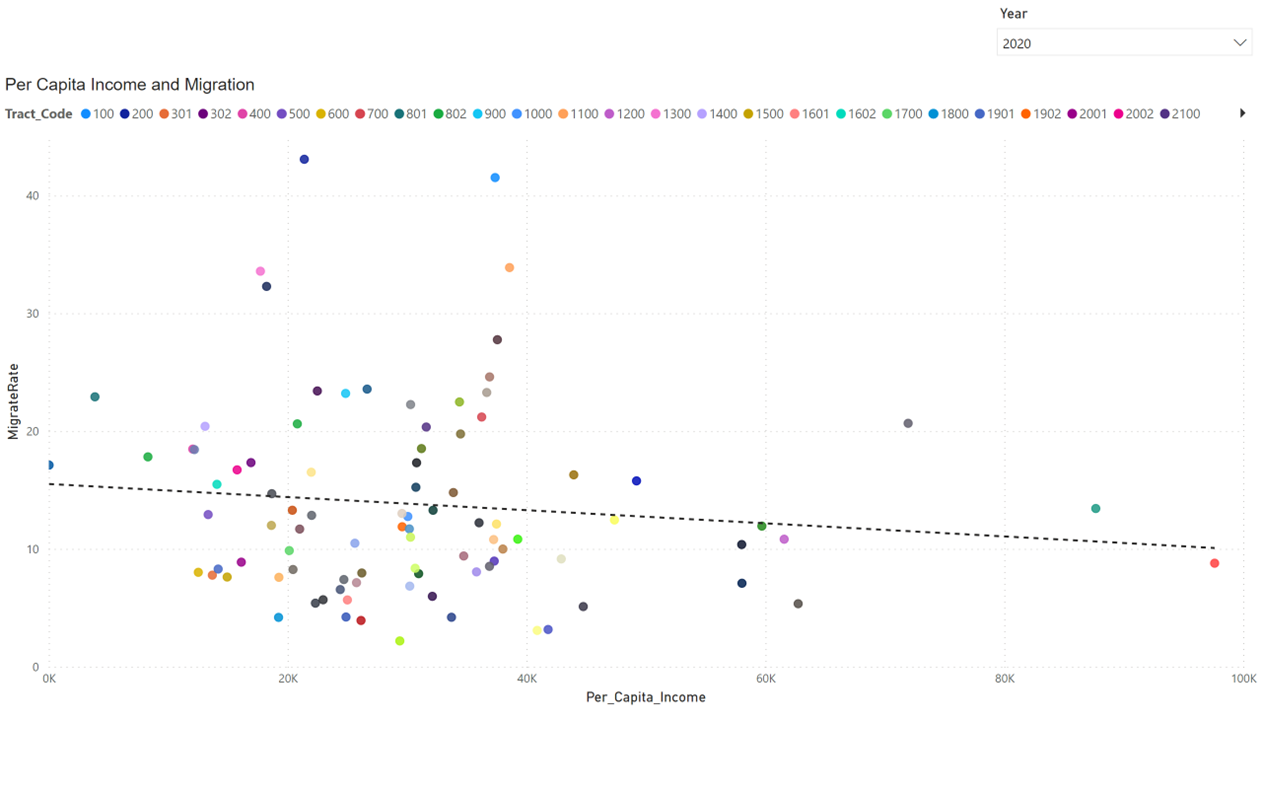 Year
2020
Per Capita Income and Migration
Tract_Code 100 200 301 302 400 500 600 700 801 802 900 1000 1100 1200 1300 1400 1500 1601 1602 1700 1800 1901 1902 2001 2002 2100
40
30
20
10
0
MigrateRate
0K 20K 40K 60K 80K 100K
Per_Capita_Income